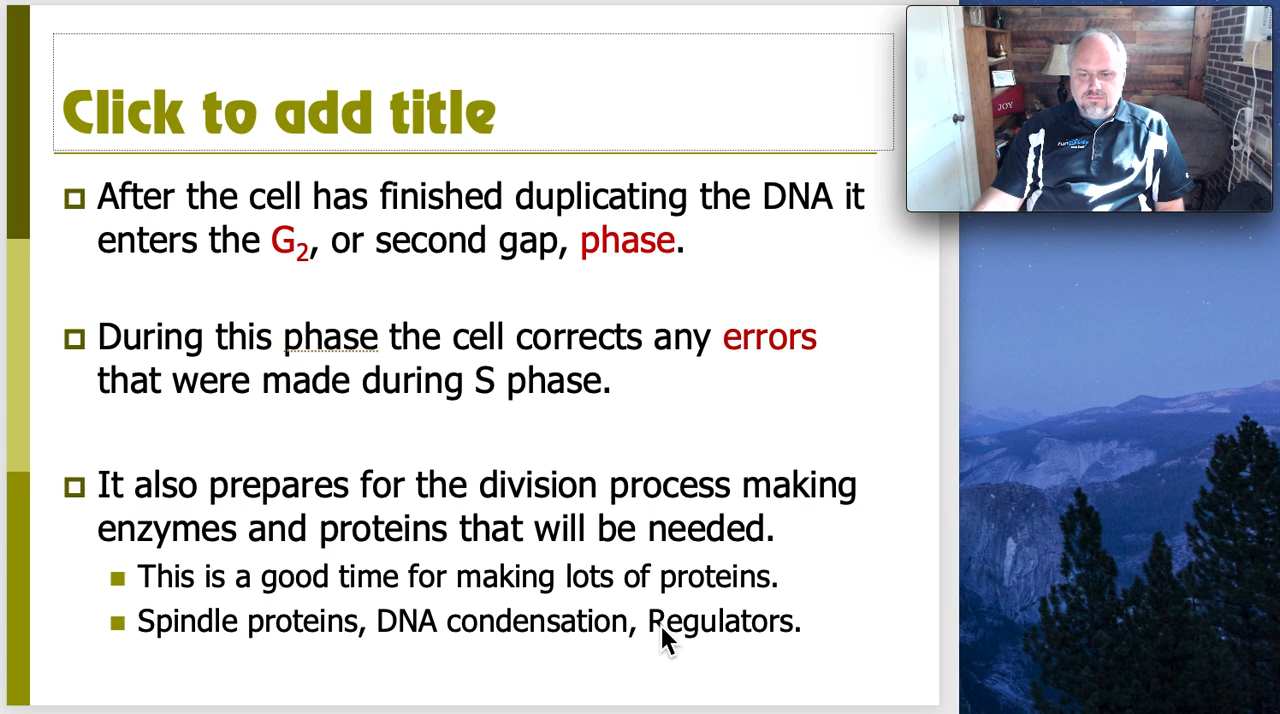 Click to add title
After the cell has finished duplicating the DNA it
enters the G₂, or second gap, phase.
During this phase the cell corrects any errors
that were made during S phase.
It also prepares for the division process making
enzymes and proteins that will be needed.
This is a good time for making lots of proteins.
Spindle proteins, DNA condensation, Regulators.
JOY